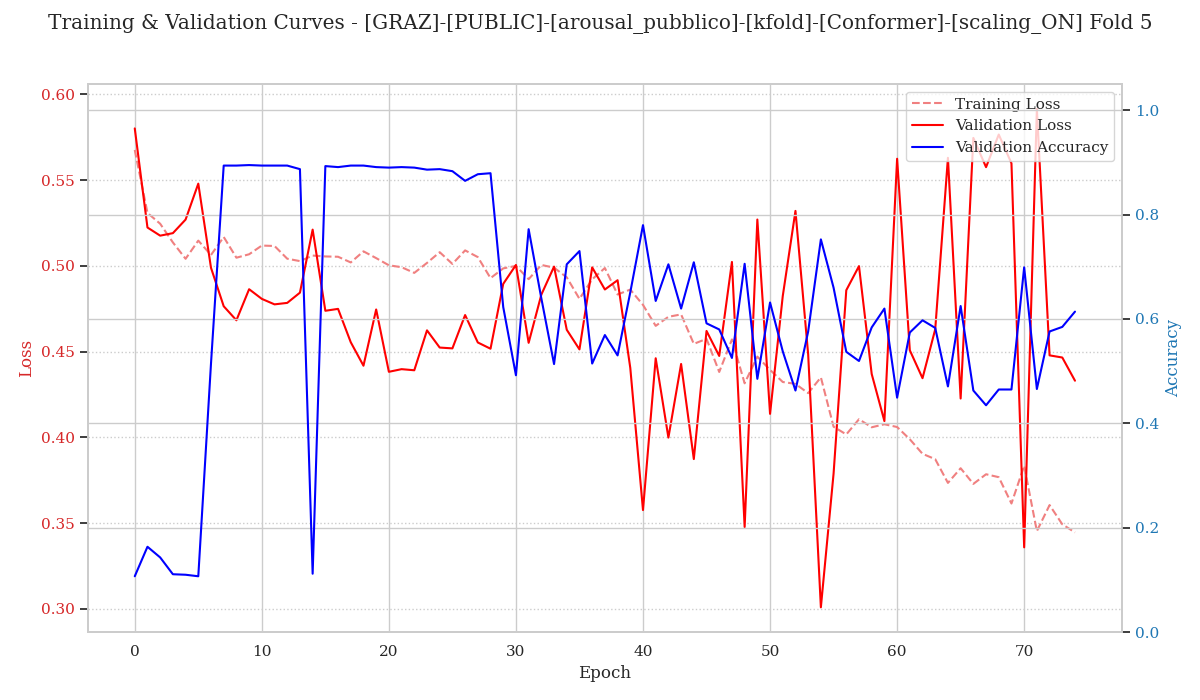 Training & Validation Curves - [GRAZ]-[PUBLIC]-[arousal_pubblico]-[kfold]-[Conformer]-[scaling_ON] Fold 5
Training Loss
Validation Loss
Validation Accuracy
0.60
0.55
0.50
0.45
0.40
0.35
0.30
Loss
1.0
0.8
0.6
0.4
0.2
0.0
Accuracy
0 10 20 30 40 50 60 70
Epoch